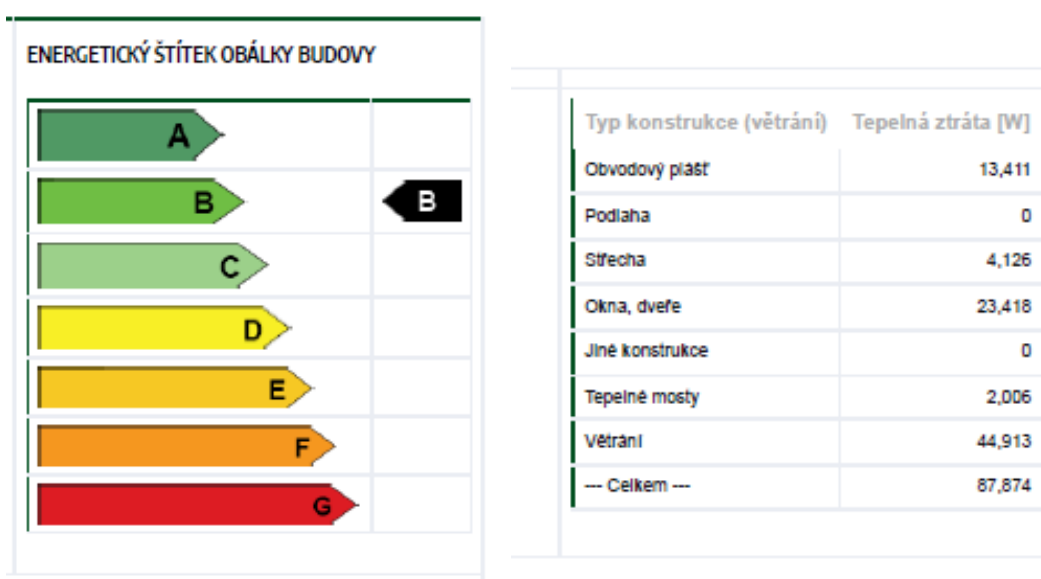 ENERGETICKÝ ŠTÍTEK OBÁLKY BUDOVY
A
B B
C
D
E
F
G
Typ konstrukce (větrání) Tepelná ztráta [W]
Obvodový plášť 13,411
Podlaha 0
Střecha 4,126
Okna, dveře 23,418
Jiné konstrukce 0
Tepelné mosty 2,006
Větrání 44,913
--- Celkem --- 87,874